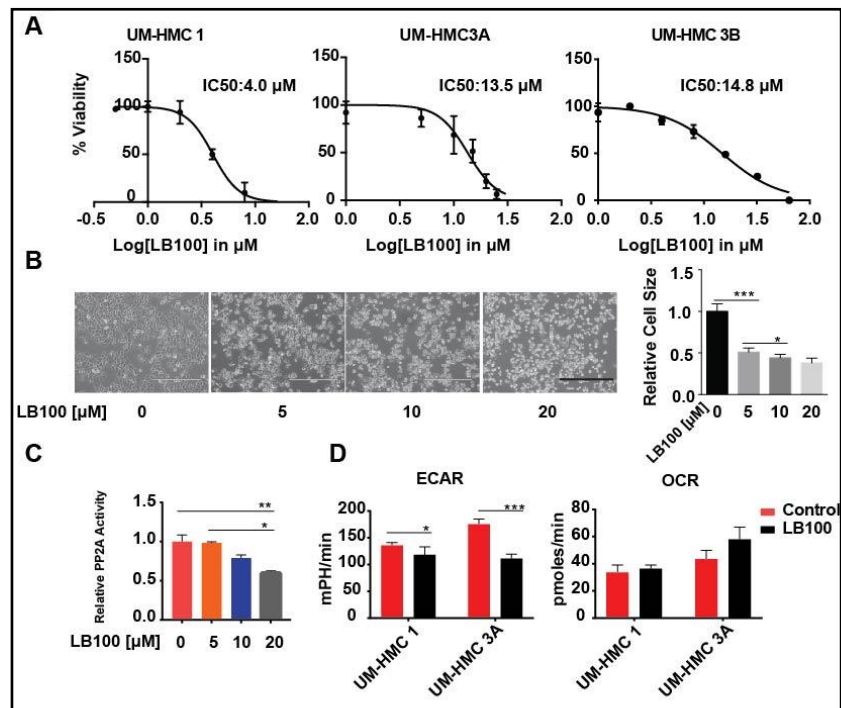 A
UM-HMC 1
UM-HMC3A
UM-HMC 3B
% Viability
150
100
50
0
IC50:4.0 µM
-0.5 0.0 0.5 1.0 1.5 2.0
Log[LB100] in µM
150
100
50
0
IC50:13.5 µM
0.0 0.5 1.0 1.5 2.0
Log[LB100] in µM
150
100
50
0
IC50:14.8 µM
0.0 0.5 1.0 1.5 2.0
Log[LB100] in µM
B
LB100 [µM] 0 5 10 20
Relative Cell Size
1.5
1.0
0.5
0.0
***
*
LB100 [µM] 0 5 10 20
C
Relative PP2A Activity
1.5
1.0
0.5
0.0
**
*
LB100 [µM] 0 5 10 20
D
ECAR
mPH/min
200
150
100
50
0
*
***
UM-HMC 1
UM-HMC 3A
OCR
pmoles/min
80
60
40
20
0
UM-HMC 1
UM-HMC 3A
Control
LB100